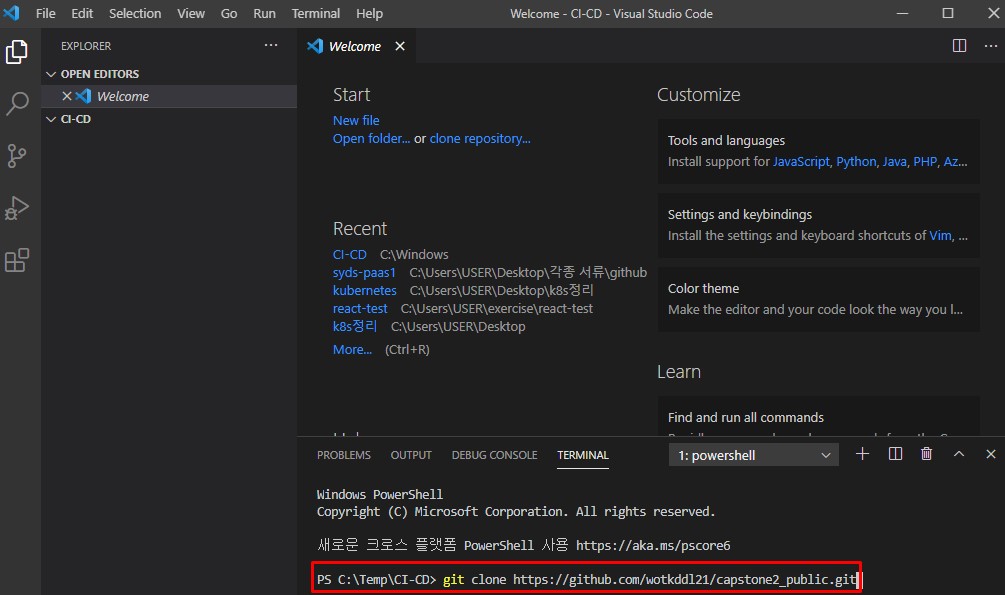 File Edit Selection View Go Run Terminal Help Welcome - CI-CD - Visual Studio Code
EXPLORER
OPEN EDITORS
Welcome
CI-CD
Welcome
Start
New file
Open folder... or clone repository...
Recent
CI-CD C:\Windows
syds-paas1 C:\Users\USER\Desktop\각종 서류\github
kubernetes C:\Users\USER\Desktop\k8s정리
react-test C:\Users\USER\exercise\react-test
k8s정리 C:\Users\USER\Desktop
More... (Ctrl+R)
Customize
Tools and languages
Install support for JavaScript, Python, Java, PHP, Az...
Settings and keybindings
Install the settings and keyboard shortcuts of Vim, ...
Color theme
Make the editor and your code look the way you l...
Learn
Find and run all commands
PROBLEMS OUTPUT DEBUG CONSOLE TERMINAL 1: powershell
Windows PowerShell
Copyright (C) Microsoft Corporation. All rights reserved.
새로운 크로스 플랫폼 PowerShell 사용 https://aka.ms/pscore6
PS C:\Temp\CI-CD> git clone https://github.com/wotkddl21/capstone2_public.git